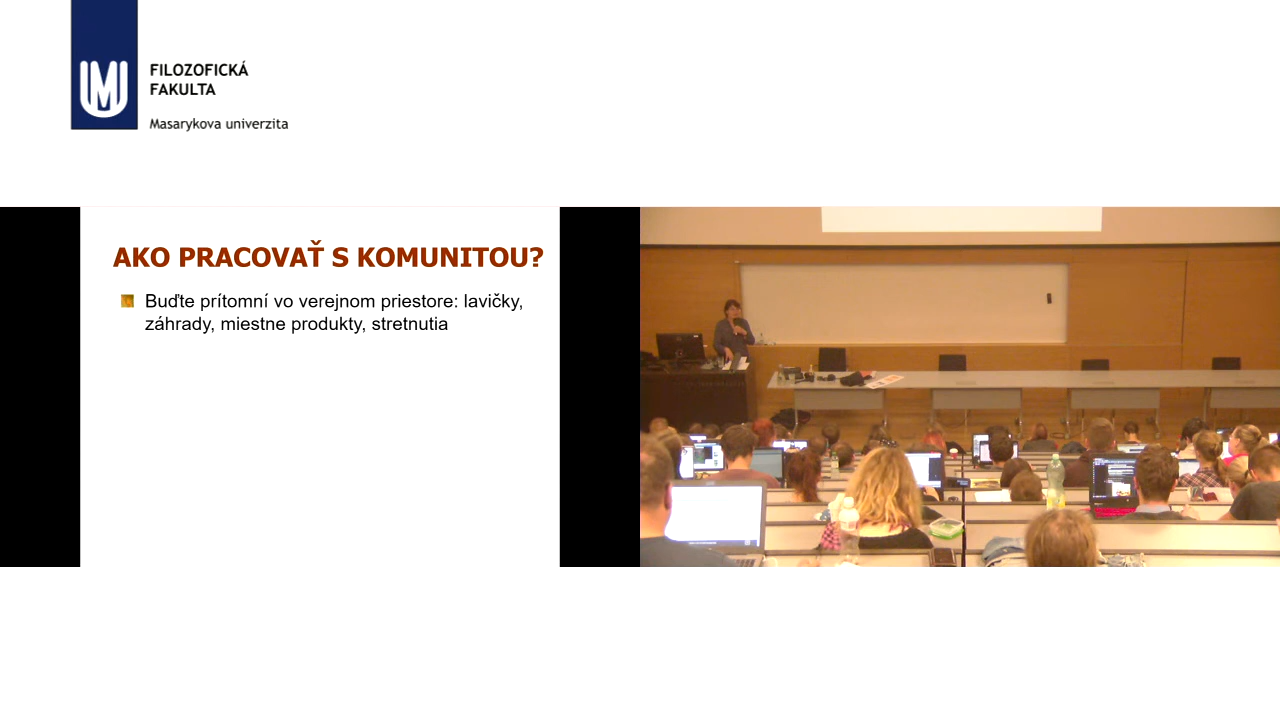 FILOZOFICKÁ
FAKULTA
Masarykova univerzita
AKO PRACOVAŤ S KOMUNITOU?
Buďte prítomní vo verejnom priestore: lavičky,
záhrady, miestne produkty, stretnutia